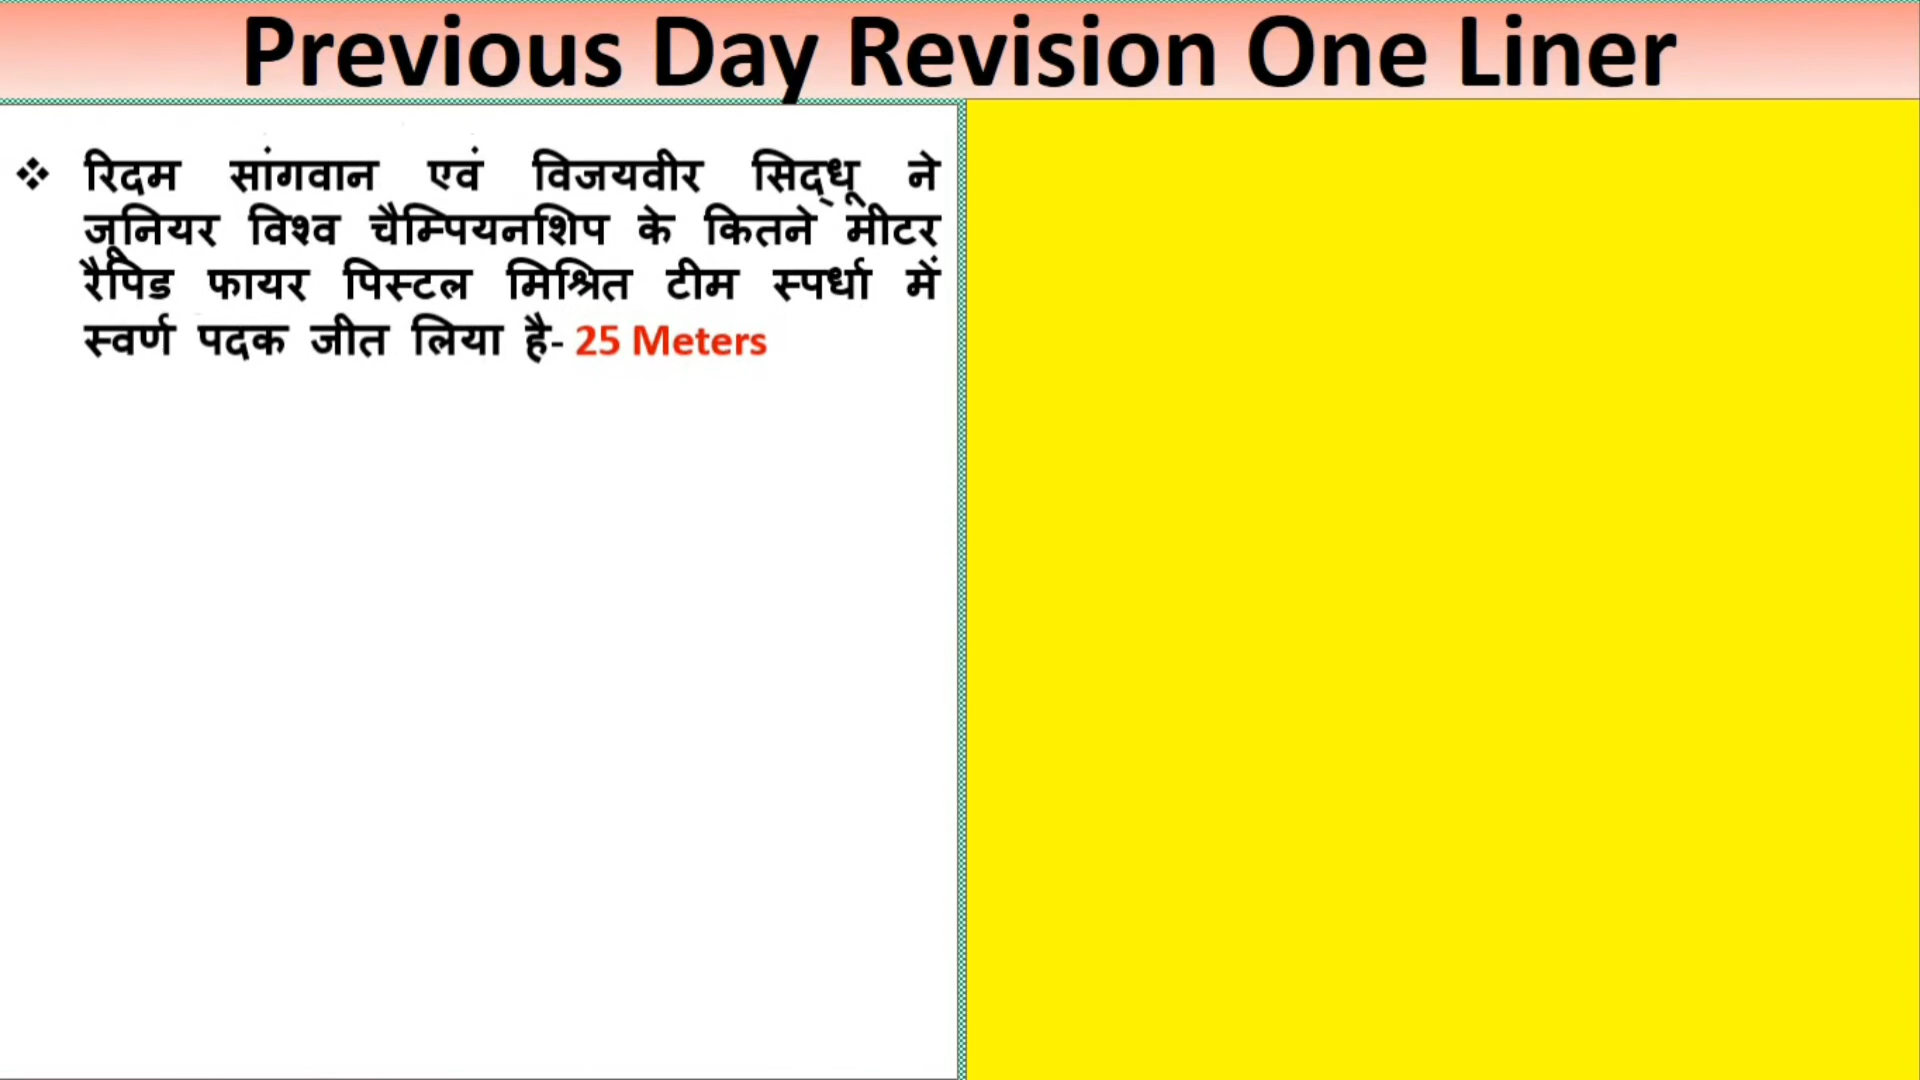 Previous Day Revision One Liner
❖ रिदम सांगवान एवं विजयवीर सिद्धू ने
जूनियर विश्व चैम्पियनशिप के कितने मीटर
रैपिड फायर पिस्टल मिश्रित टीम स्पर्धा में
स्वर्ण पदक जीत लिया है- 25 Meters